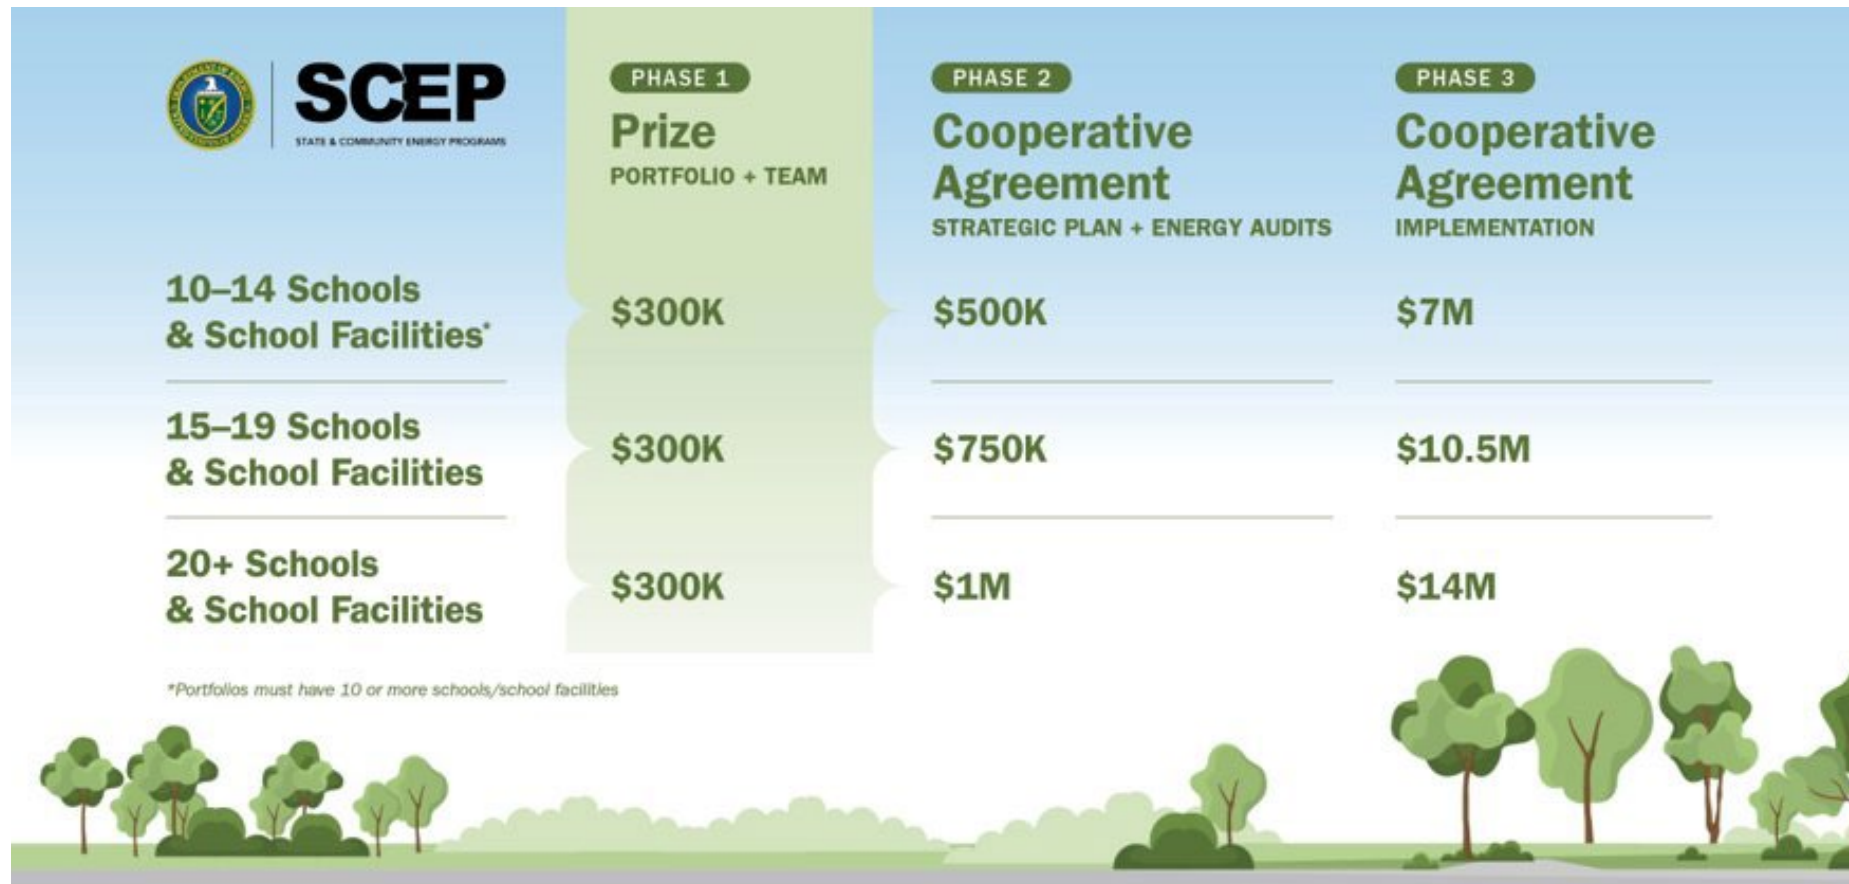 SCEP
STATE & COMMUNITY ENERGY PROGRAMS
PHASE 1
Prize
PORTFOLIO + TEAM
PHASE 2
Cooperative
Agreement
STRATEGIC PLAN + ENERGY AUDITS
PHASE 3
Cooperative
Agreement
IMPLEMENTATION
10–14 Schools
& School Facilities*
$300K
$500K
$7M
15–19 Schools
& School Facilities
$300K
$750K
$10.5M
20+ Schools
& School Facilities
$300K
$1M
$14M
*Portfolios must have 10 or more schools/school facilities